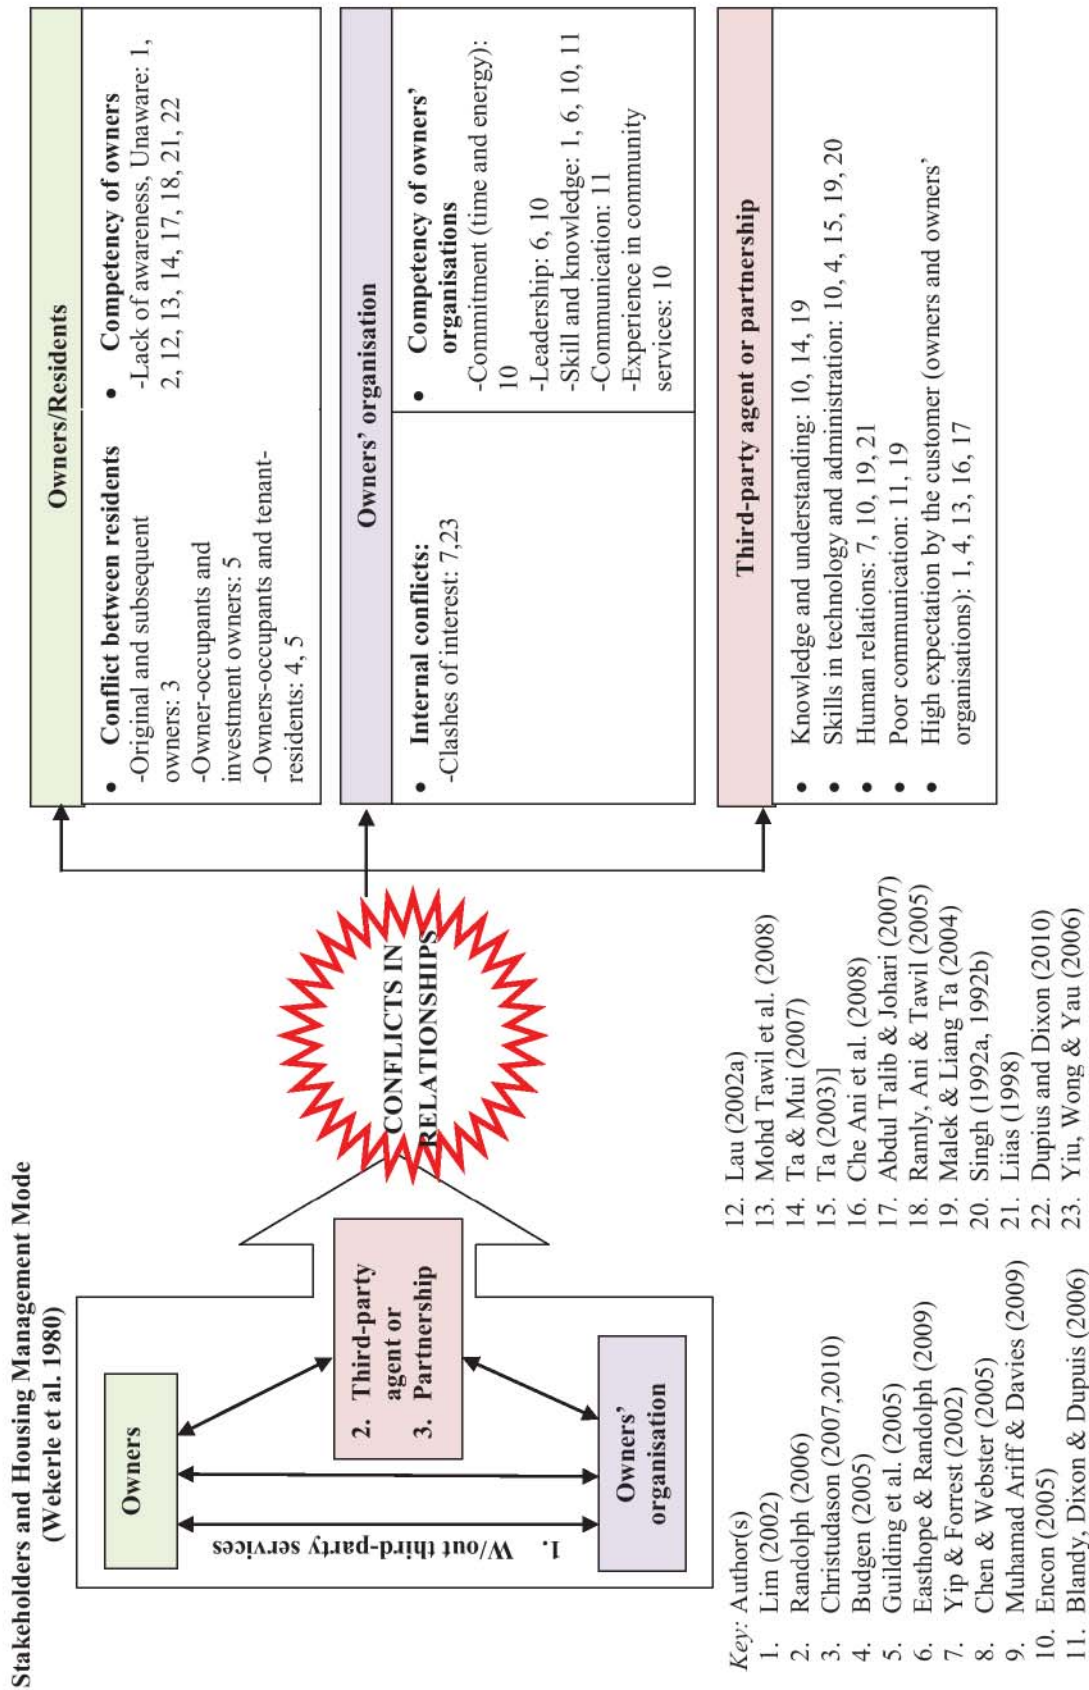 Stakeholders and Housing Management Mode
(Wekerle et al. 1980)
Owners
1. W/out third-party services
2. Third-party
agent or
3. Partnership
Owners'
organisation
CONFLICTS IN
RELATIONSHIPS
Owners/Residents
• Conflict between residents
-Original and subsequent
owners: 3
-Owner-occupants and
investment owners: 5
-Owners-occupants and tenant-
residents: 4, 5
• Competency of owners
-Lack of awareness, Unaware: 1,
2, 12, 13, 14, 17, 18, 21, 22
Owners' organisation
• Internal conflicts:
-Clashes of interest: 7,23
• Competency of owners'
organisations
-Commitment (time and energy):
10
-Leadership: 6, 10
-Skill and knowledge: 1, 6, 10, 11
-Communication: 11
-Experience in community
services: 10
Third-party agent or partnership
• Knowledge and understanding: 10, 14, 19
• Skills in technology and administration: 10, 4, 15, 19, 20
• Human relations: 7, 10, 19, 21
• Poor communication: 11, 19
• High expectation by the customer (owners and owners'
organisations): 1, 4, 13, 16, 17
Key: Author(s)
1. Lim (2002)
2. Randolph (2006)
3. Christudason (2007,2010)
4. Budgen (2005)
5. Guilding et al. (2005)
6. Easthope & Randolph (2009)
7. Yip & Forrest (2002)
8. Chen & Webster (2005)
9. Muhamad Ariff & Davies (2009)
10. Encon (2005)
11. Blandy, Dixon & Dupuis (2006)
12. Lau (2002a)
13. Mohd Tawil et al. (2008)
14. Ta & Mui (2007)
15. Ta (2003)]
16. Che Ani et al. (2008)
17. Abdul Talib & Johari (2007)
18. Ramly, Ani & Tawil (2005)
19. Malek & Liang Ta (2004)
20. Singh (1992a, 1992b)
21. Liias (1998)
22. Dupius and Dixon (2010)
23. Yiu, Wong & Yau (2006)